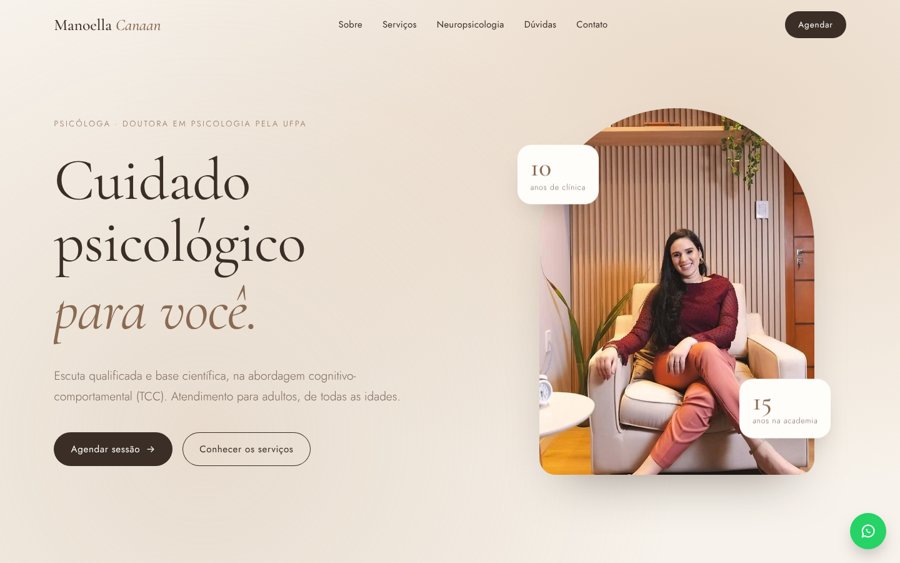 Manoella Canaan
Sobre
Serviços
Neuropsicologia
Dúvidas
Contato
Agendar
PSICÓLOGA · DOUTORA EM PSICOLOGIA PELA UFPA
Cuidado
psicológico
para você.
Escuta qualificada e base científica, na abordagem cognitivo-
comportamental (TCC). Atendimento para adultos, de todas as idades.
Agendar sessão →
Conhecer os serviços
10
anos de clínica
15
anos na academia